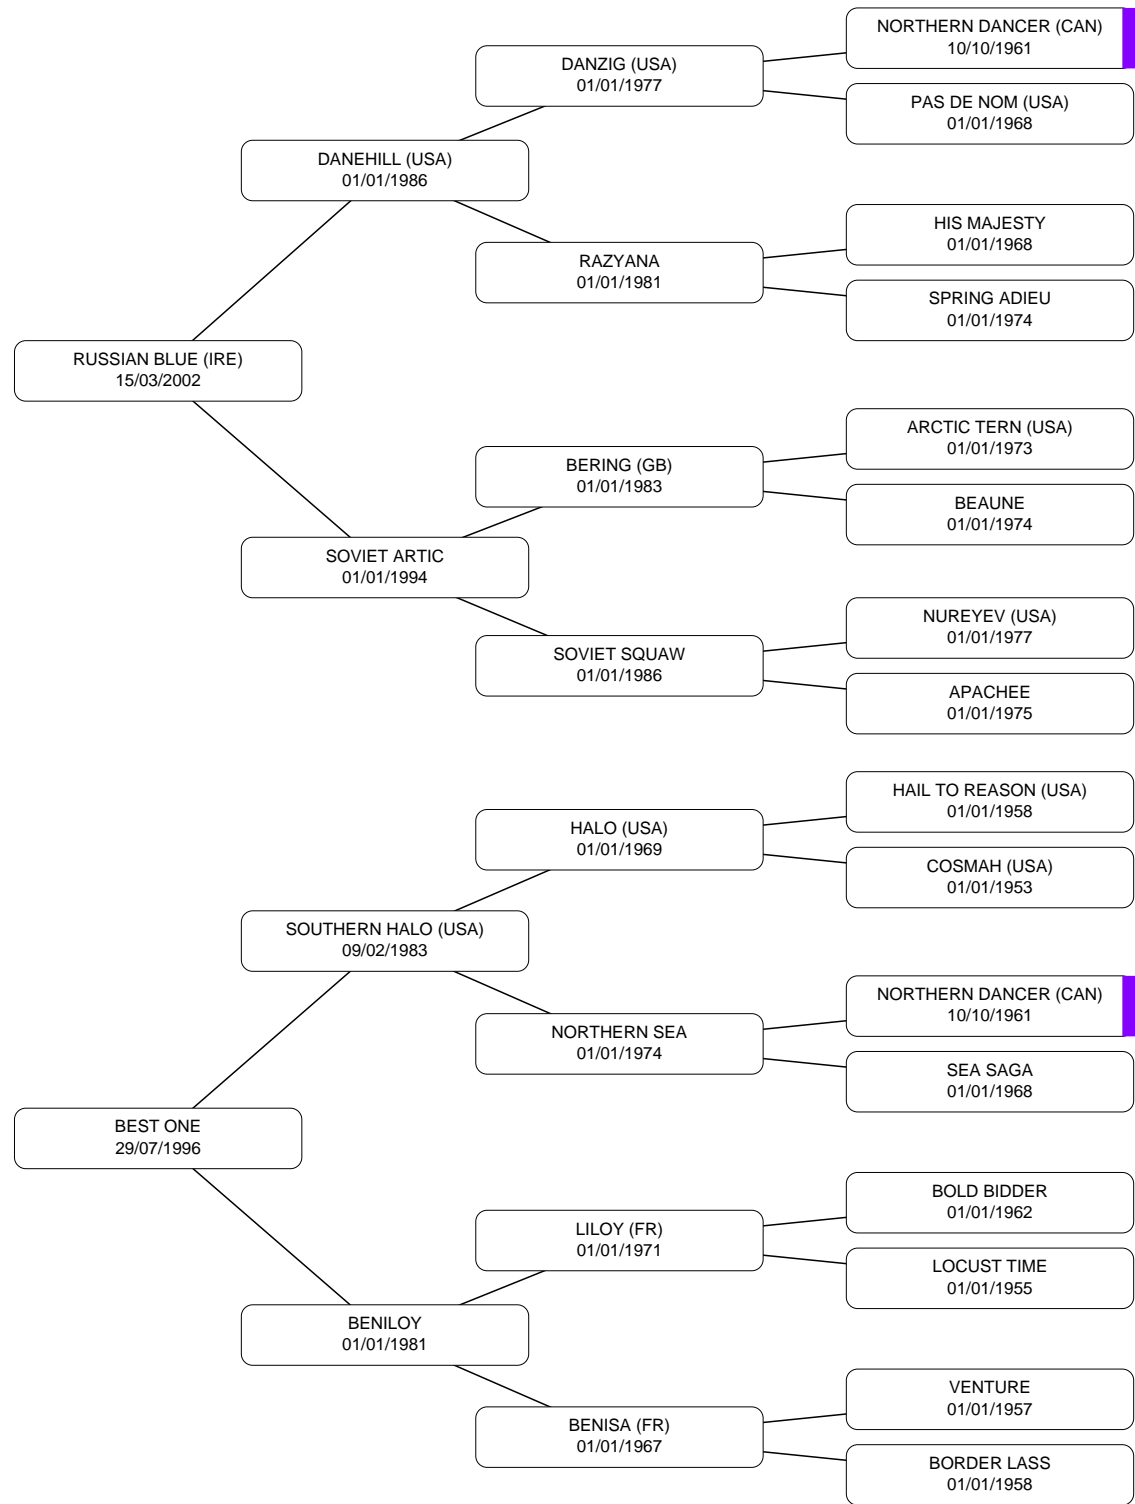 NORTHERN DANCER (CAN)
10/10/1961
DANZIG (USA)
01/01/1977
PAS DE NOM (USA)
01/01/1968
DANEHILL (USA)
01/01/1986
HIS MAJESTY
01/01/1968
RAZYANA
01/01/1981
SPRING ADIEU
01/01/1974
RUSSIAN BLUE (IRE)
15/03/2002
ARCTIC TERN (USA)
01/01/1973
BERING (GB)
01/01/1983
BEAUNE
01/01/1974
SOVIET ARTIC
01/01/1994
NUREYEV (USA)
01/01/1977
SOVIET SQUAW
01/01/1986
APACHEE
01/01/1975
HAIL TO REASON (USA)
01/01/1958
HALO (USA)
01/01/1969
COSMAH (USA)
01/01/1953
SOUTHERN HALO (USA)
09/02/1983
NORTHERN DANCER (CAN)
10/10/1961
NORTHERN SEA
01/01/1974
SEA SAGA
01/01/1968
BEST ONE
29/07/1996
BOLD BIDDER
01/01/1962
LILOY (FR)
01/01/1971
LOCUST TIME
01/01/1955
BENILOY
01/01/1981
VENTURE
01/01/1957
BENISA (FR)
01/01/1967
BORDER LASS
01/01/1958